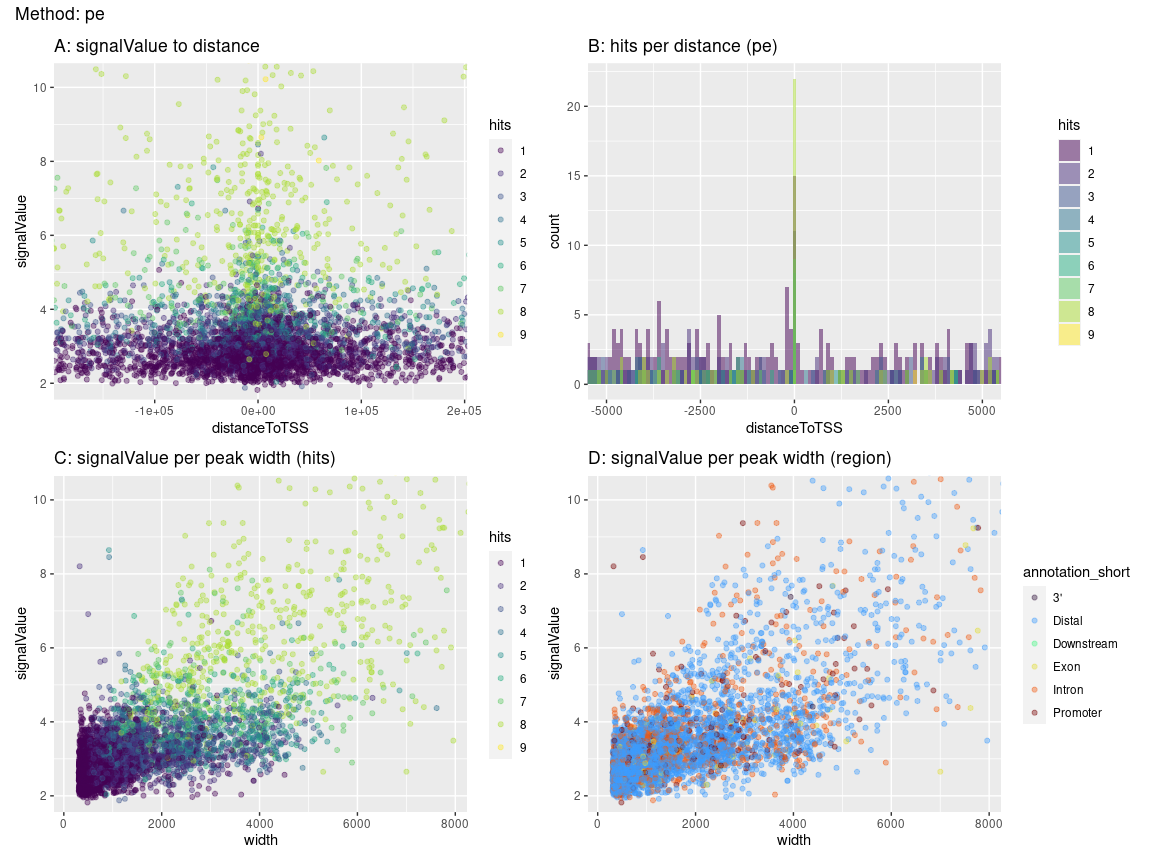 Method: pe
A: signalValue to distance
10
8
6
4
2
signalValue
-1e+05
0e+00
1e+05
2e+05
distanceToTSS
hits
1
2
3
4
5
6
7
8
9
B: hits per distance (pe)
20
15
10
5
0
count
-5000
-2500
0
2500
5000
distanceToTSS
hits
1
2
3
4
5
6
7
8
9
C: signalValue per peak width (hits)
10
8
6
4
2
signalValue
0
2000
4000
6000
8000
width
hits
1
2
3
4
5
6
7
8
9
D: signalValue per peak width (region)
10
8
6
4
2
signalValue
0
2000
4000
6000
8000
width
annotation_short
3'
Distal
Downstream
Exon
Intron
Promoter